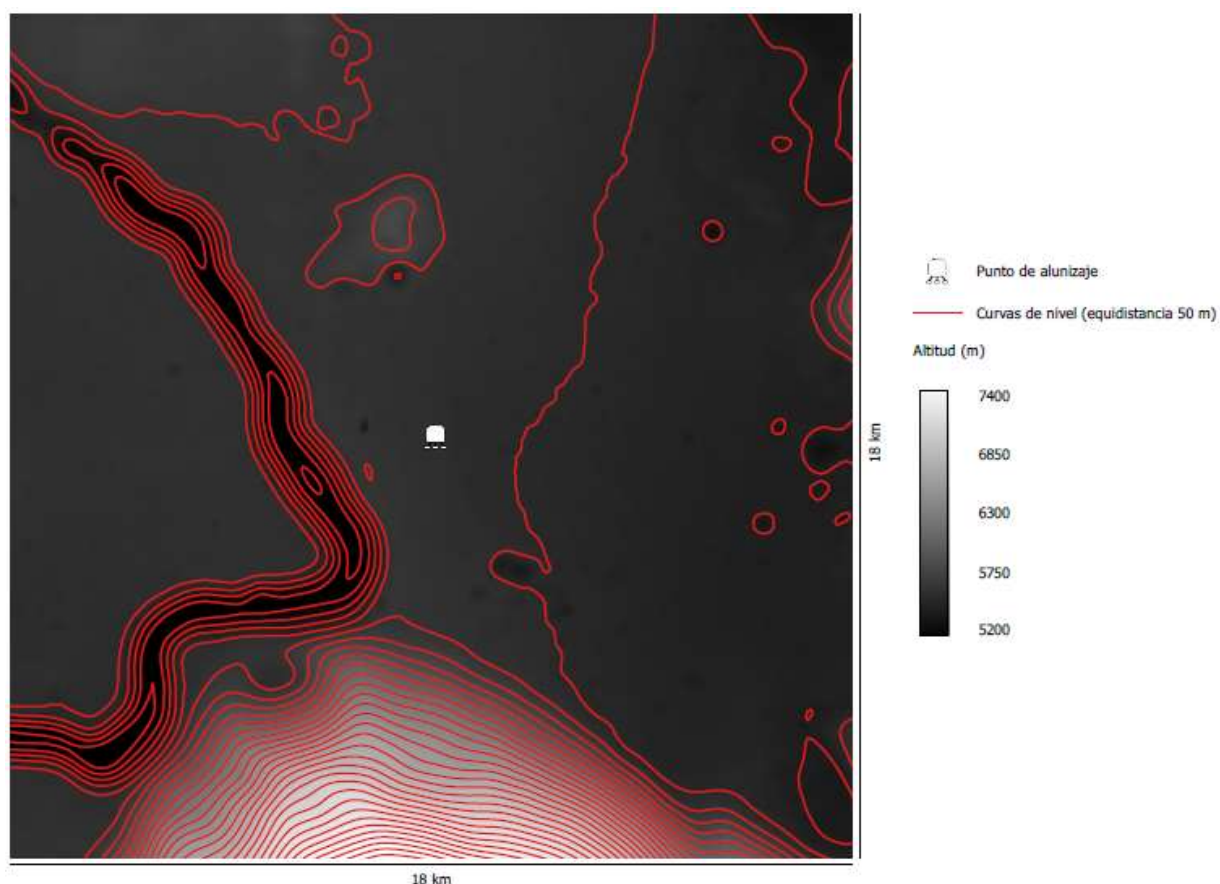 Punto de alunizaje
Curvas de nivel (equidistancia 50 m)
Altitud (m)
7400
6850
6300
5750
5200
18 km
18 km